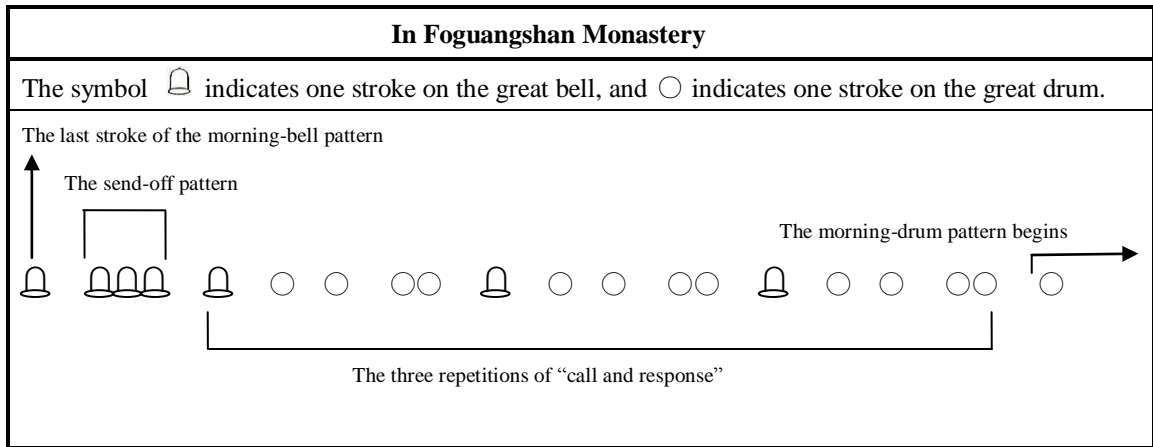 In Foguangshan Monastery
The symbol indicates one stroke on the great bell, and ○ indicates one stroke on the great drum.
The last stroke of the morning-bell pattern
The send-off pattern
The morning-drum pattern begins
The three repetitions of “call and response”